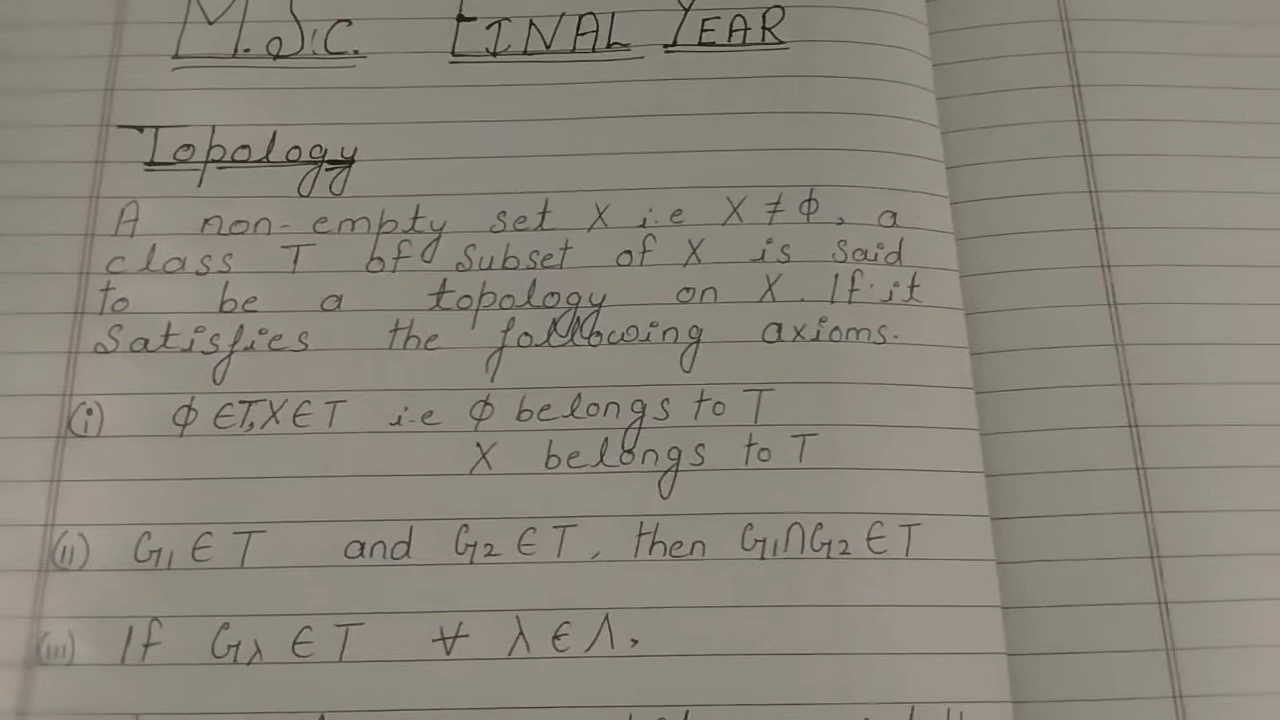 M.Sc. FINAL YEAR
Topology
A non-empty set X i.e X ≠ ϕ, a
class T of subset of X is said
to be a topology on X. If it
satisfies the following axioms.
(i) ϕ ∈ T, X ∈ T i.e ϕ belongs to T
X belongs to T
(ii) G₁ ∈ T and G₂ ∈ T, then G₁∩G₂ ∈ T
(iii) If Gλ ∈ T ∀ λ ∈ Λ,